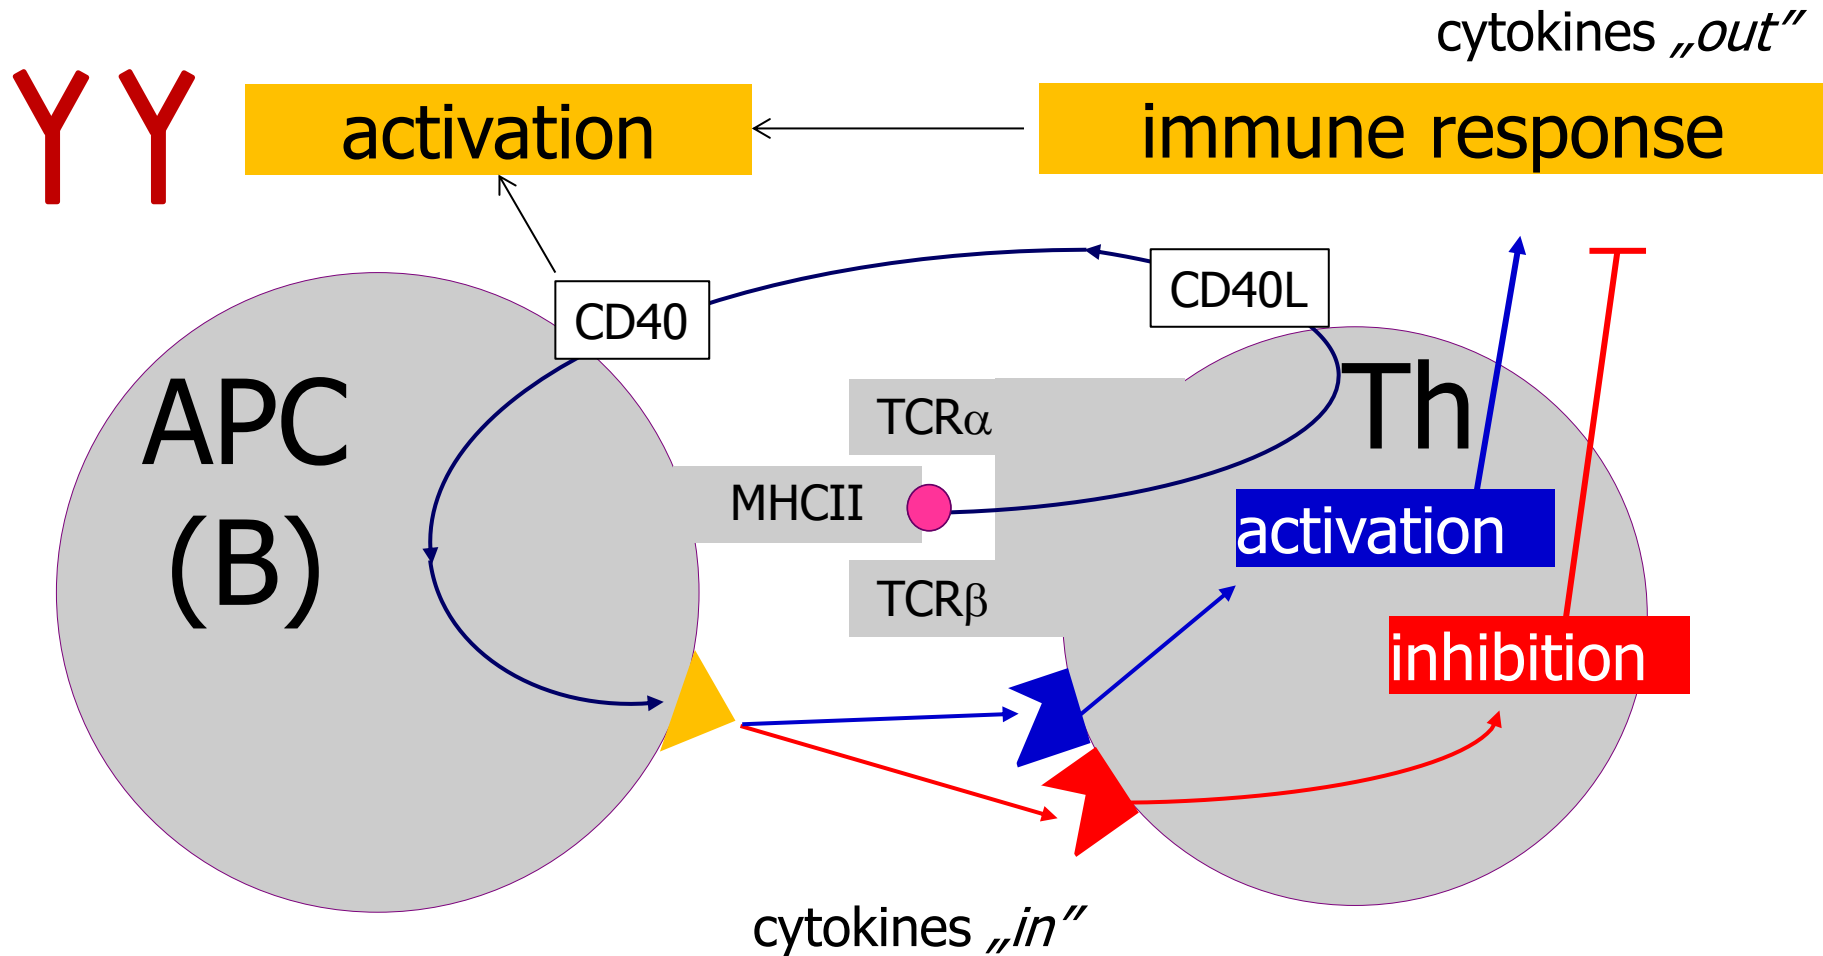 cytokines „out”
activation
immune response
CD40
CD40L
APC
(B)
Th
TCRα
MHCII
TCRβ
activation
inhibition
cytokines „in”